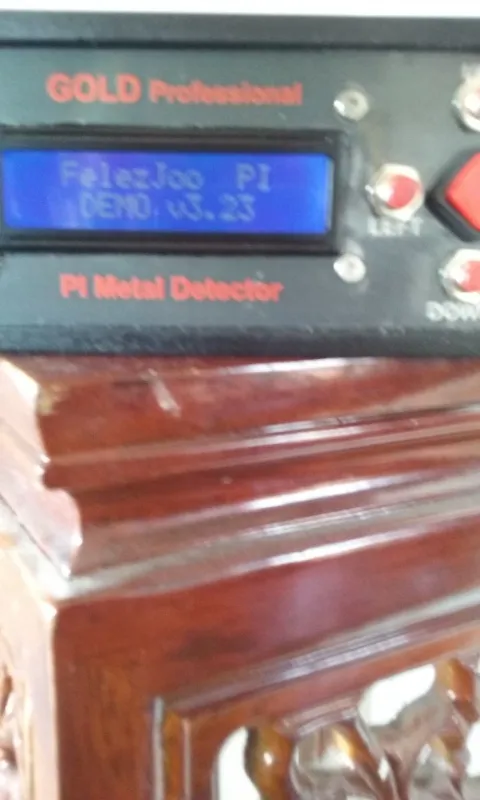 GOLD Professional
FelezJoo PI
DEMO v3.23
LEFT
PI Metal Detector